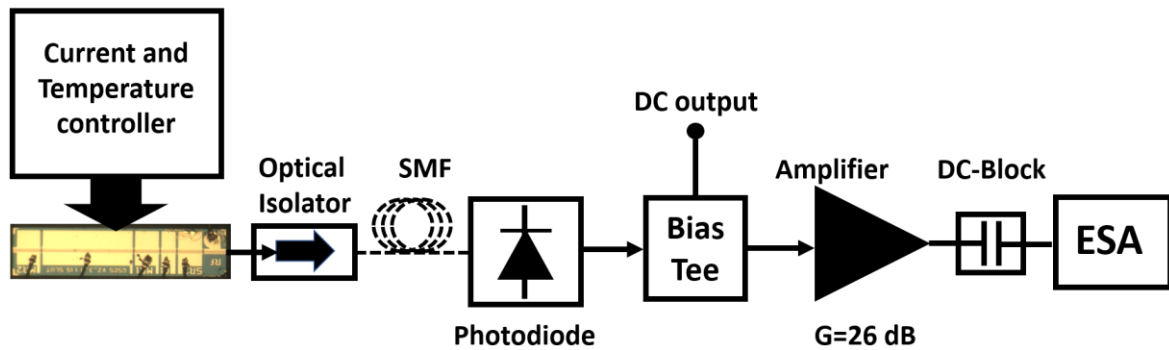 Current and
Temperature
controller
Optical
Isolator
SMF
Photodiode
DC output
Bias
Tee
Amplifier
G=26 dB
DC-Block
ESA